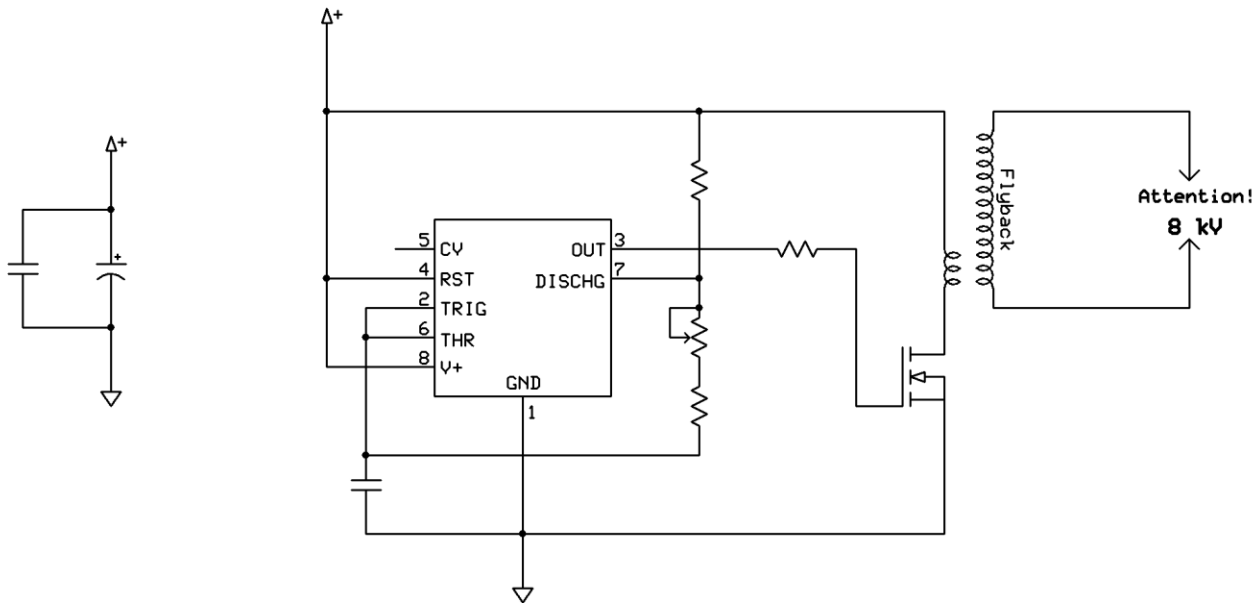 +
+
5 CV
4 RST
2 TRIG
6 THR
8 V+
OUT 3
DISCHG 7
GND
1
+
Flyback
Attention!
8 kV